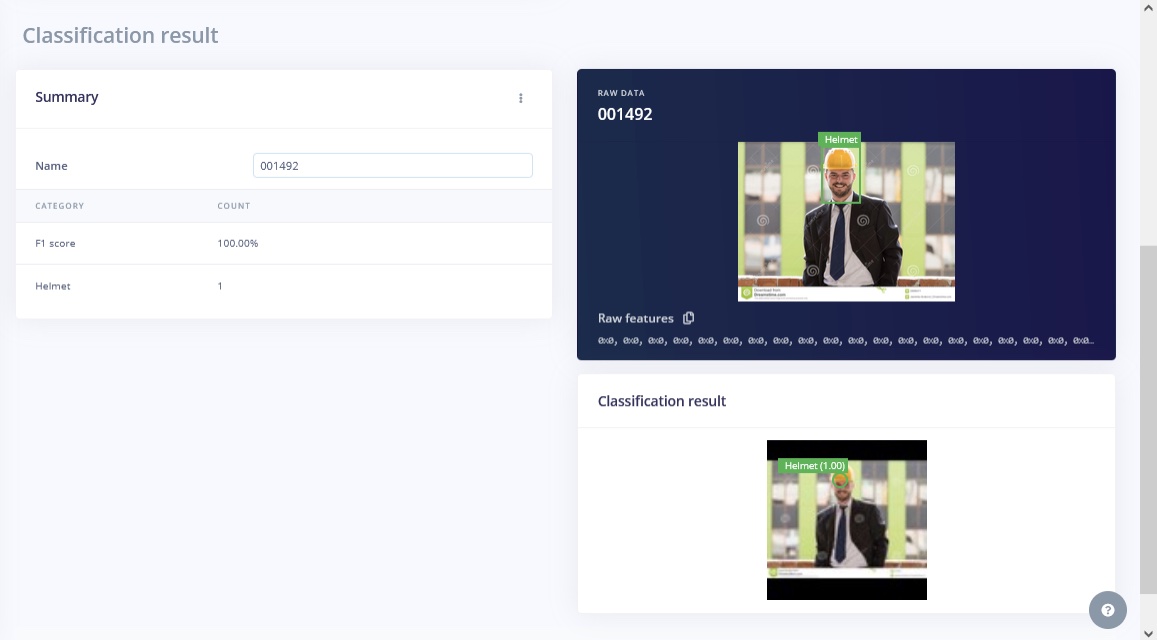 Classification result
Summary
Name
001492
CATEGORY COUNT
F1 score 100.00%
Helmet 1
RAW DATA
001492
Helmet
Download from
Dreamstime.com
Raw features
0x0, 0x0, 0x0, 0x0, 0x0, 0x0, 0x0, 0x0, 0x0, 0x0, 0x0, 0x0, 0x0, 0x0, 0x0, 0x0, 0x0, 0x0, 0x0, 0x0…
Classification result
Helmet (1.00)
?